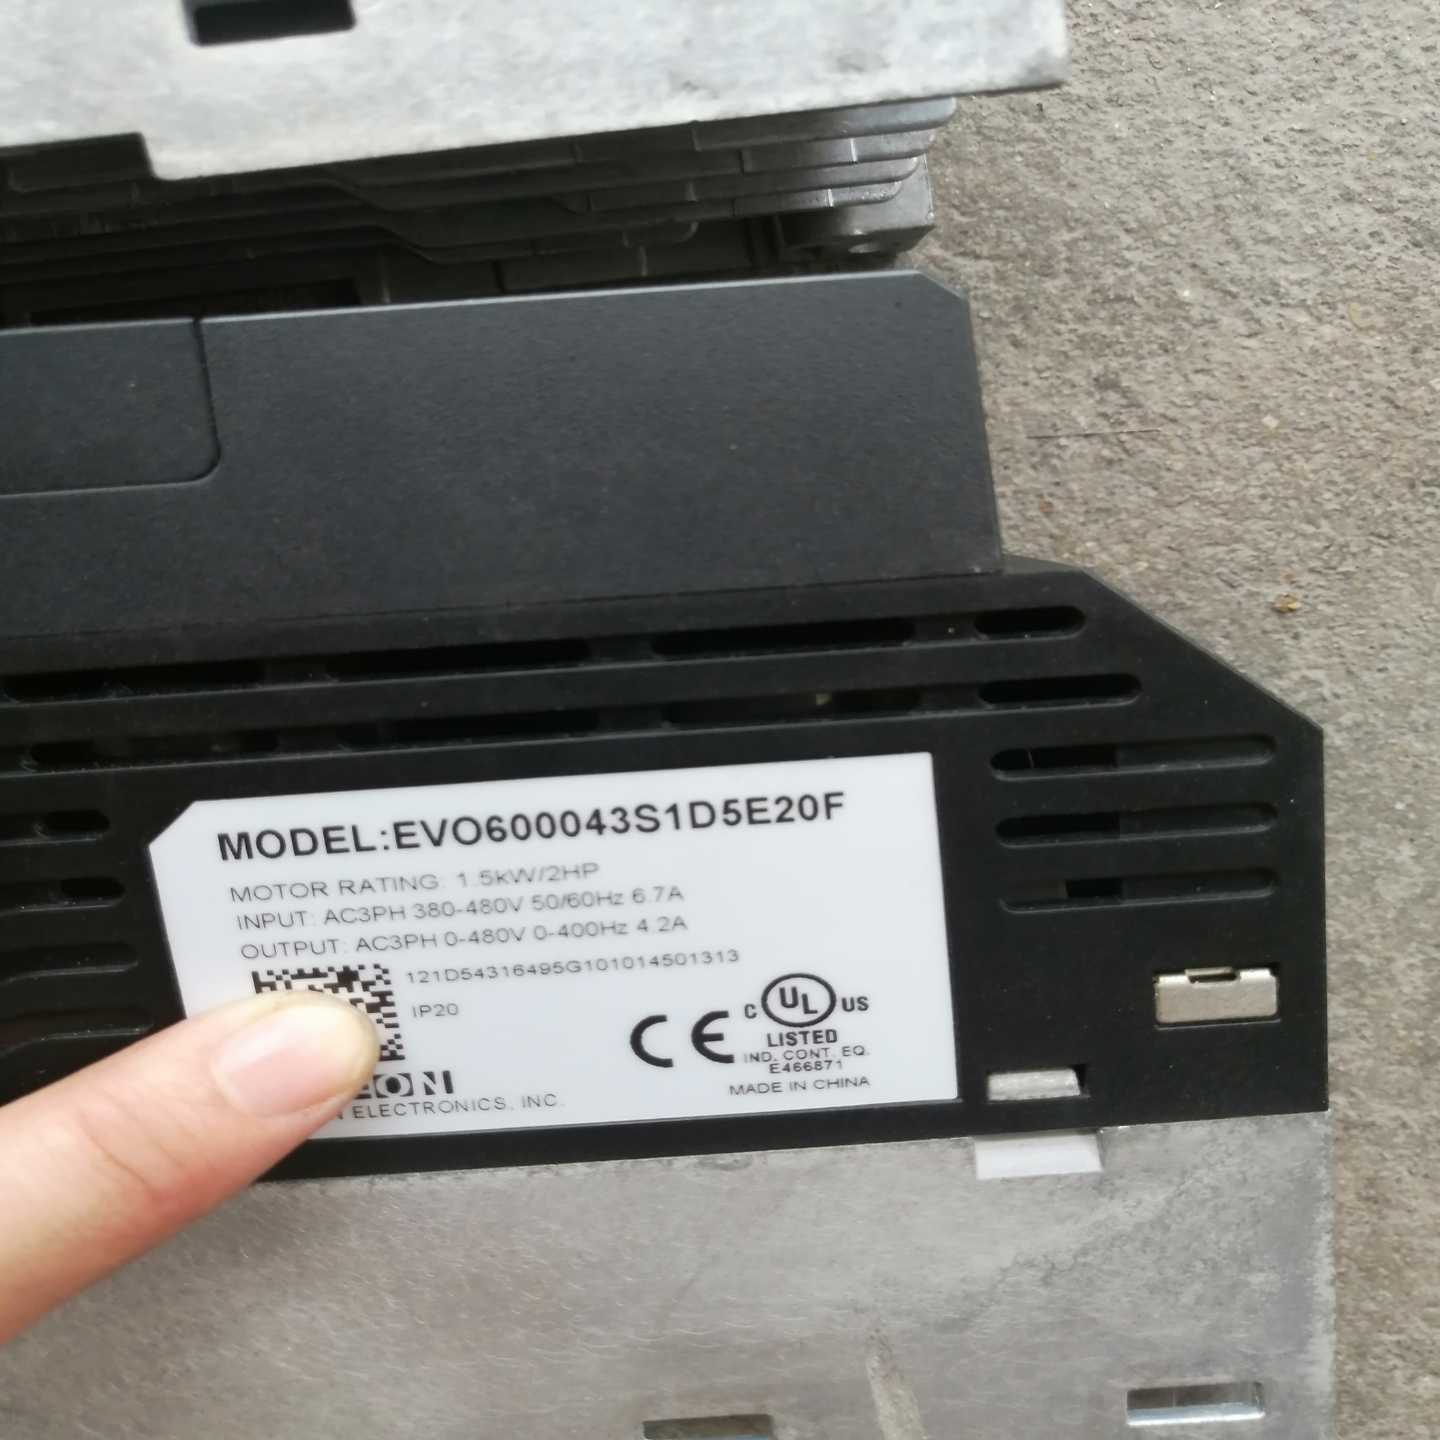 MODEL:EVO600043S1D5E20F
MOTOR RATING: 1.5kW/2HP
INPUT: AC3PH 380-480V 50/60Hz 6.7A
OUTPUT: AC3PH 0-480V 0-400Hz 4.2A
121D54316495G101014501313
IP20
CE
C UL US
LISTED
IND. CONT. EQ.
E466871
MADE IN CHINA
ELECTRONICS, INC.